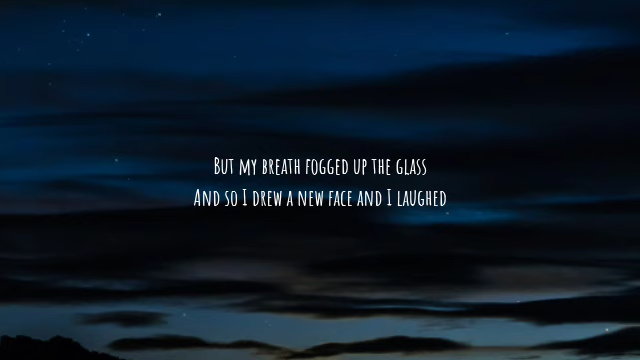 But my breath fogged up the glass
And so I drew a new face and I laughed